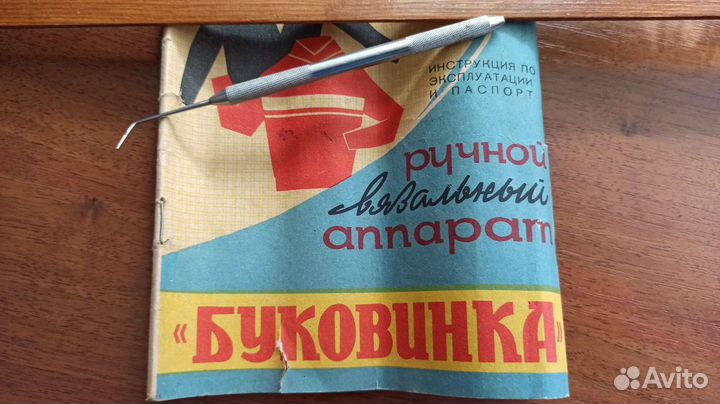 ИНСТРУКЦИЯ ПО
ЭКСПЛУАТАЦИИ
И ПАСПОРТ
ручной
вязальный
аппарат
«БУКОВИНКА»
Avito